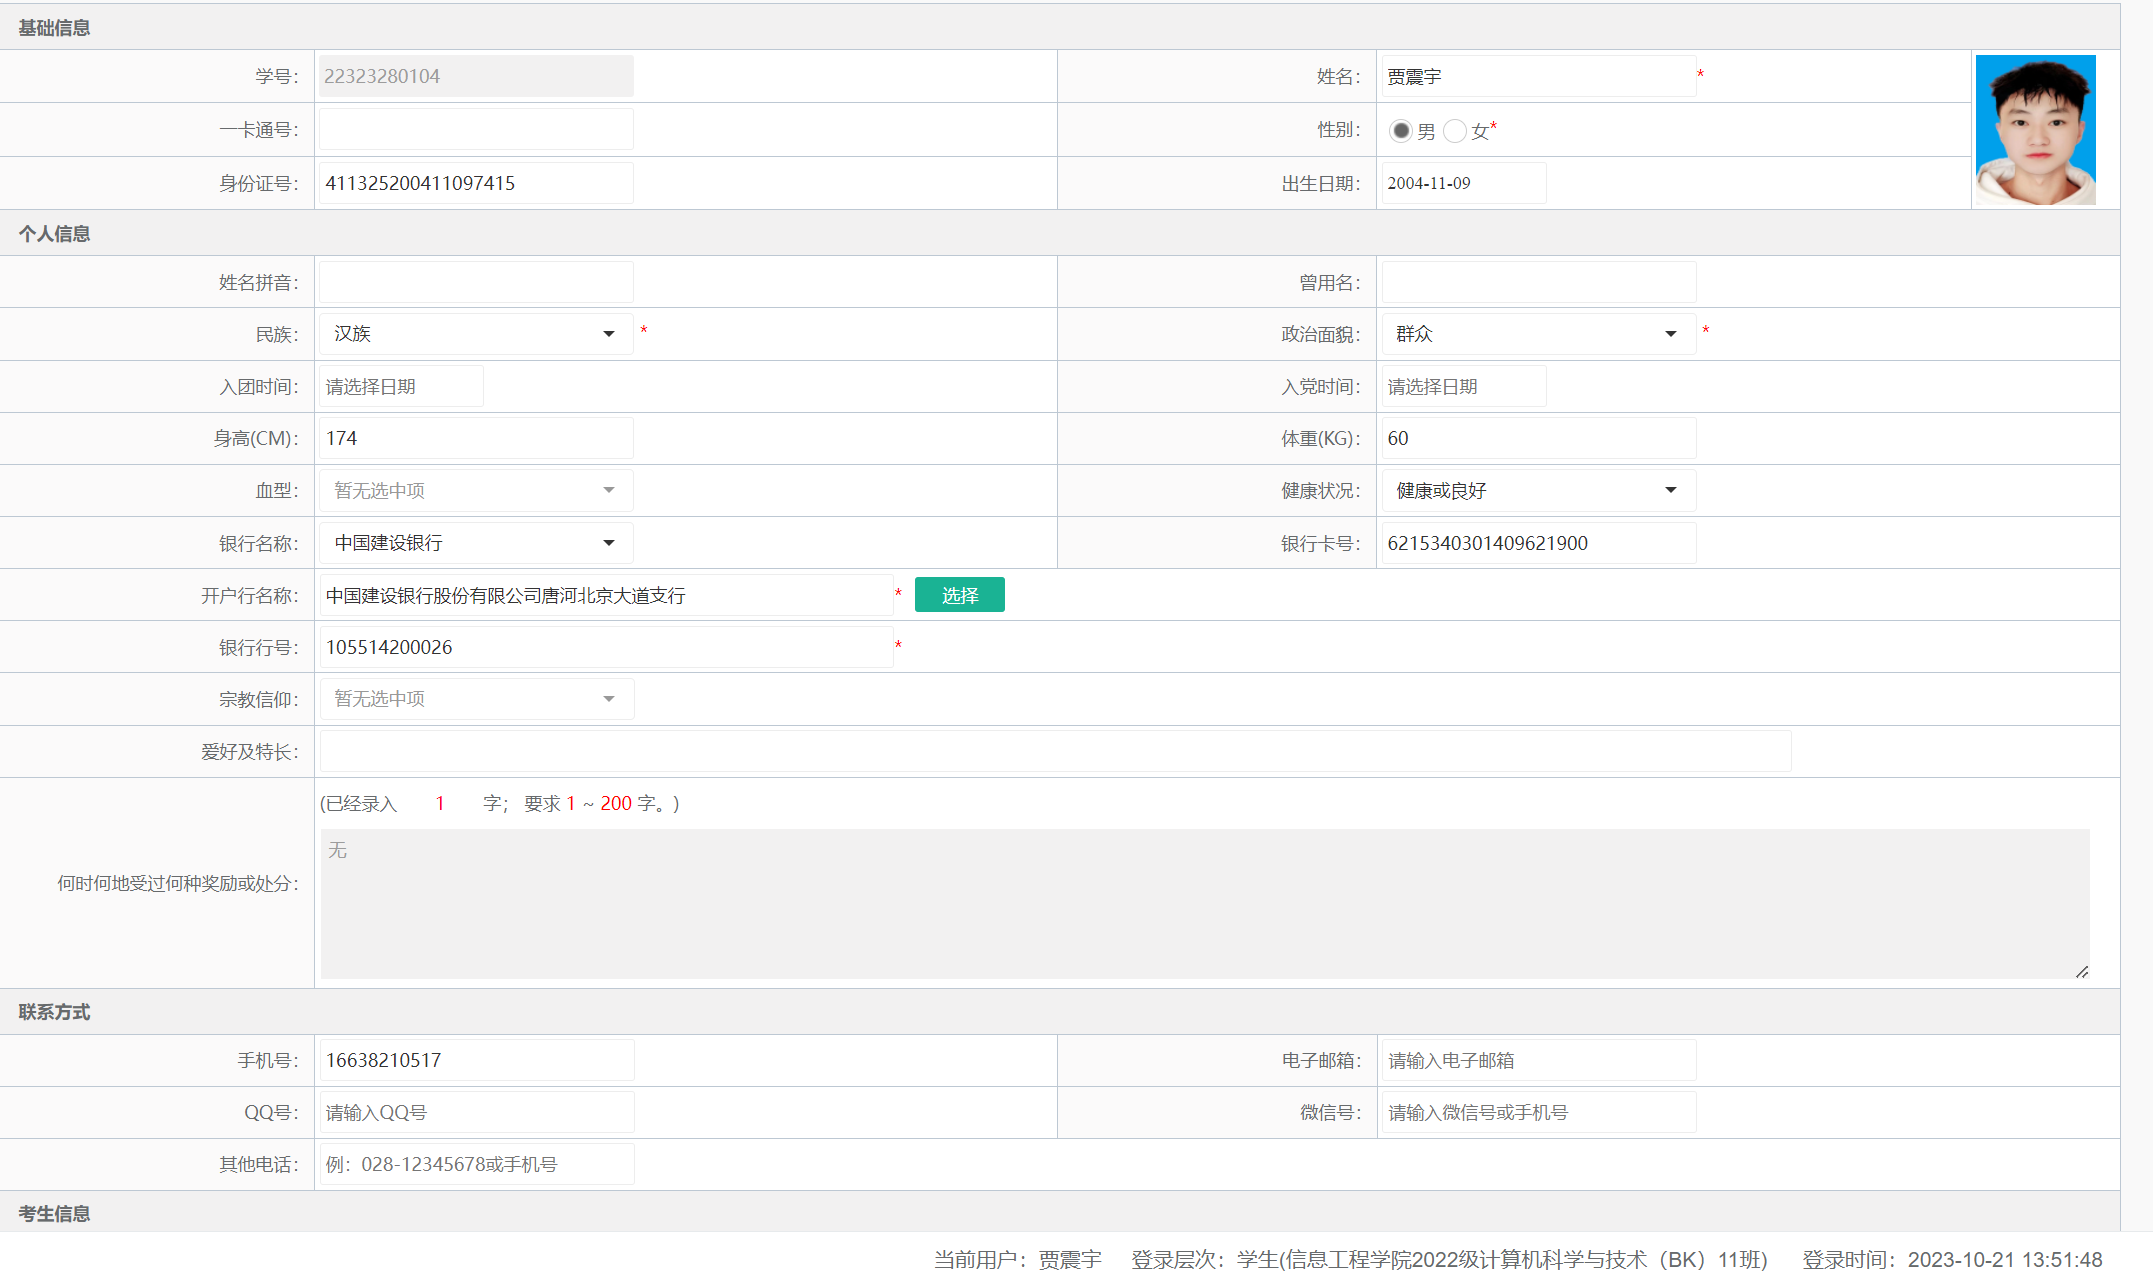 基础信息
学号： 22323280104 姓名： 贾震宇 *
一卡通号： 性别： 男 女*
身份证号： 411325200411097415 出生日期： 2004-11-09
个人信息
姓名拼音： 曾用名：
民族： 汉族 * 政治面貌： 群众 *
入团时间： 请选择日期 入党时间： 请选择日期
身高(CM)： 174 体重(KG)： 60
血型： 暂无选中项 健康状况： 健康或良好
银行名称： 中国建设银行 银行卡号： 6215340301409621900
开户行名称： 中国建设银行股份有限公司唐河北京大道支行 * 选择
银行行号： 105514200026 *
宗教信仰： 暂无选中项
爱好及特长：
(已经录入 1 字； 要求 1 ~ 200 字。)
何时何地受过何种奖励或处分： 无
联系方式
手机号： 16638210517 电子邮箱： 请输入电子邮箱
QQ号： 请输入QQ号 微信号： 请输入微信号或手机号
其他电话： 例：028-12345678或手机号
考生信息
当前用户：贾震宇 登录层次：学生(信息工程学院2022级计算机科学与技术（BK）11班) 登录时间：2023-10-21 13:51:48